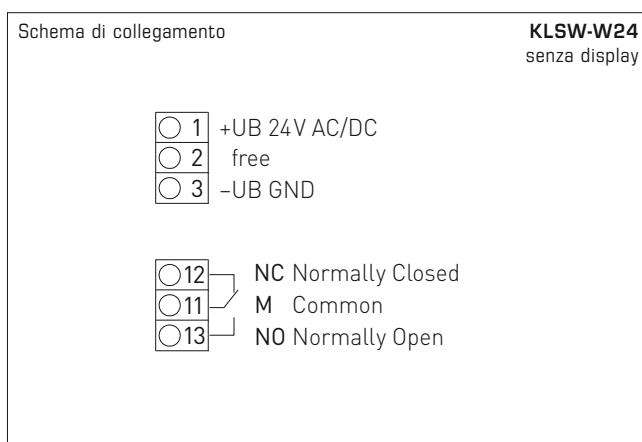 Schema di collegamento
KLSW-W24
senza display
1 +UB 24V AC/DC
2 free
3 –UB GND
12 NC Normally Closed
11 M Common
13 NO Normally Open